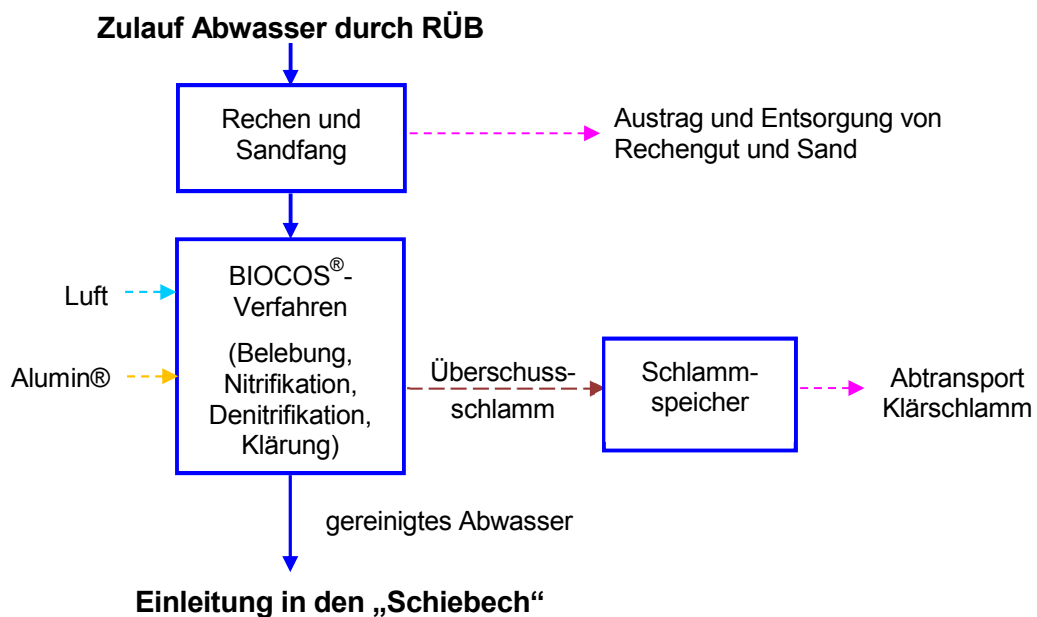 Zulauf Abwasser durch RÜB
Rechen und
Sandfang
Austrag und Entsorgung von
Rechengut und Sand
Luft
Alumin®
BIOCOS®-
Verfahren
(Belebung,
Nitrifikation,
Denitrifikation,
Klärung)
Überschuss-
schlamm
Schlamm-
speicher
Abtransport
Klärschlamm
gereinigtes Abwasser
Einleitung in den „Schiebech“